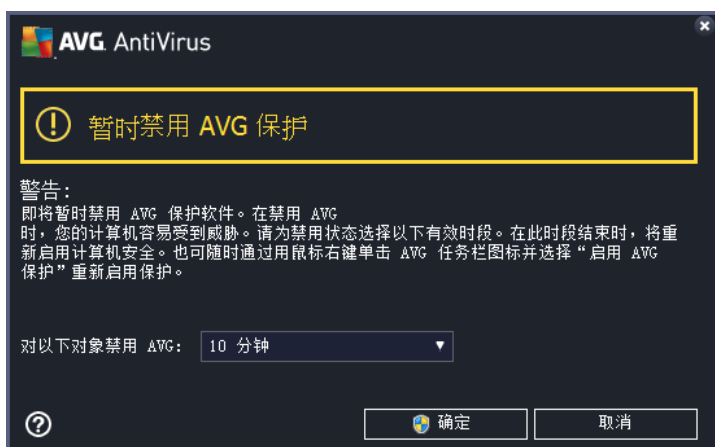 AVG. AntiVirus
暂时禁用 AVG 保护
警告:
即将暂时禁用 AVG 保护软件。在禁用 AVG
时，您的计算机容易受到威胁。请为禁用状态选择以下有效时段。在此时段结束时，将重
新启用计算机安全。也可随时通过用鼠标右键单击 AVG 任务栏图标并选择“启用 AVG
保护”重新启用保护。
对以下对象禁用 AVG: 10 分钟
确定 取消